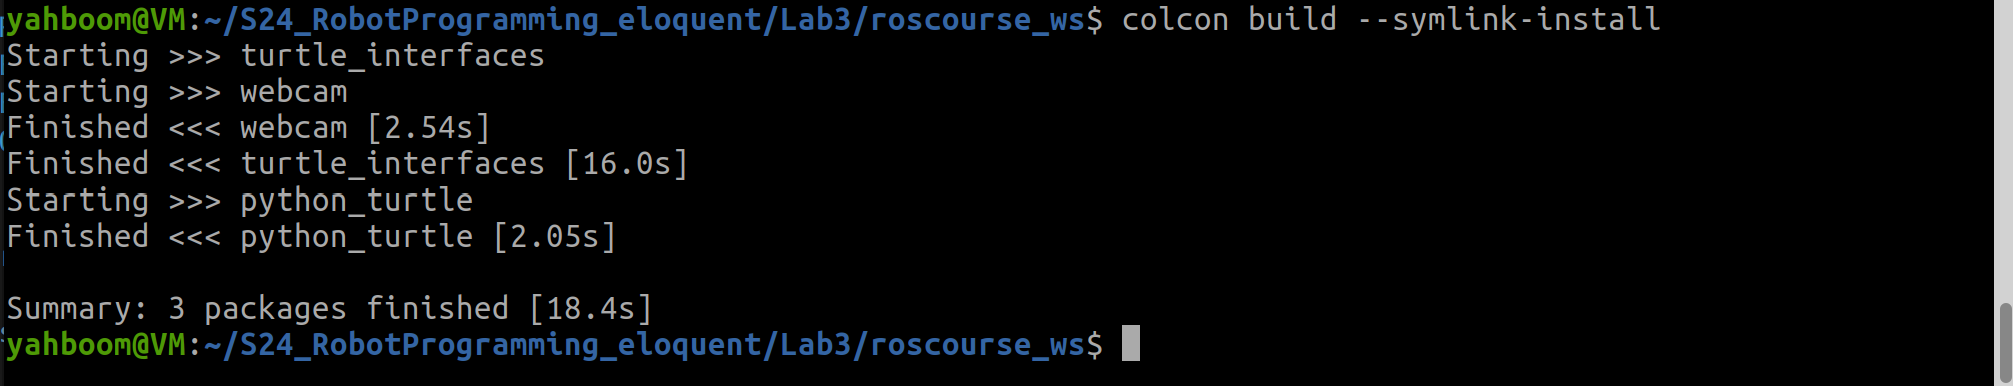 yahboom@VM:~/S24_RobotProgramming_eloquent/Lab3/roscourse_ws$ colcon build --symlink-install
Starting >>> turtle_interfaces
Starting >>> webcam
Finished <<< webcam [2.54s]
Finished <<< turtle_interfaces [16.0s]
Starting >>> python_turtle
Finished <<< python_turtle [2.05s]

Summary: 3 packages finished [18.4s]
yahboom@VM:~/S24_RobotProgramming_eloquent/Lab3/roscourse_ws$